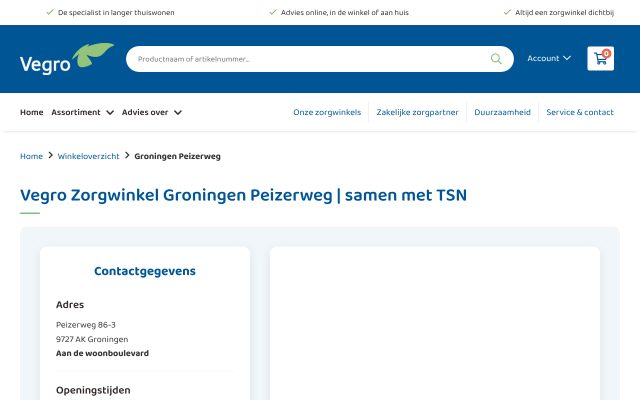 De specialist in langer thuiswonen
Advies online, in de winkel of aan huis
Altijd een zorgwinkel dichtbij
Vegro
Productnaam of artikelnummer...
Account
0
Home
Assortiment
Advies over
Onze zorgwinkels
Zakelijke zorgpartner
Duurzaamheid
Service & contact
Home
Winkeloverzicht
Groningen Peizerweg
Vegro Zorgwinkel Groningen Peizerweg | samen met TSN
Contactgegevens
Adres
Peizerweg 86-3
9727 AK Groningen
Aan de woonboulevard
Openingstijden